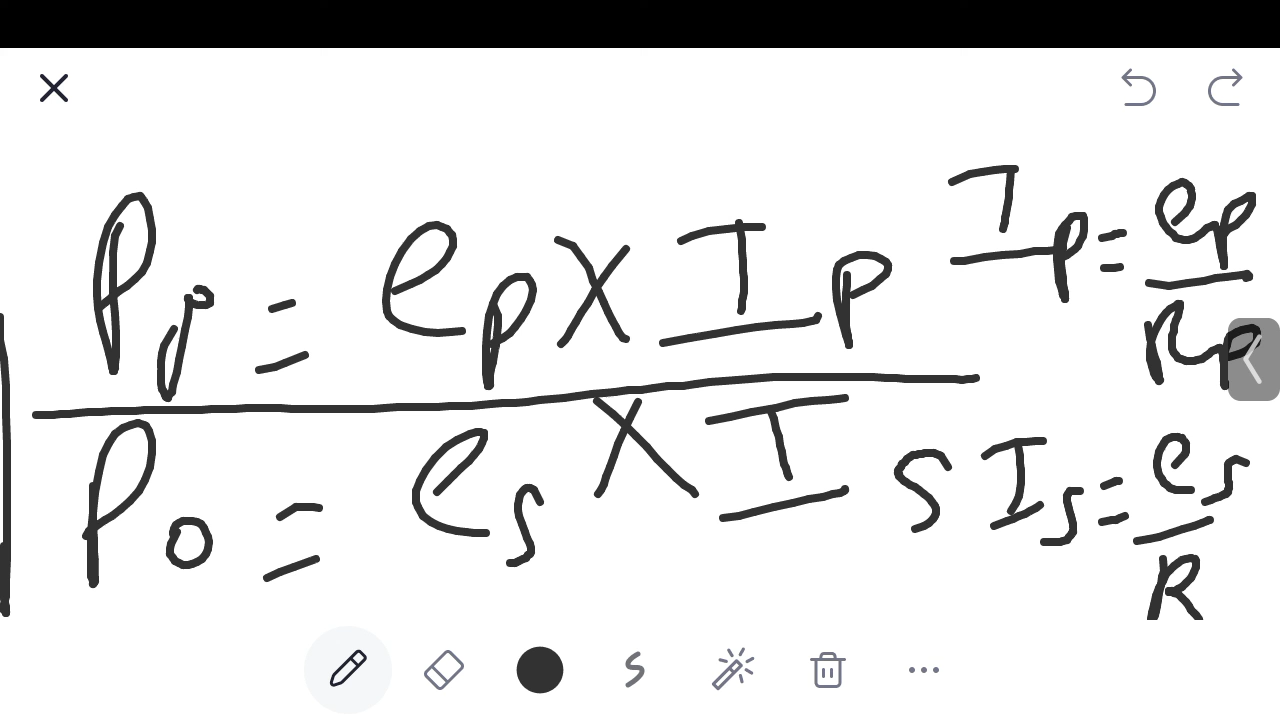 Pp = ep X Ip Ip = ep
Rp
Po = es X Is Is = es
R